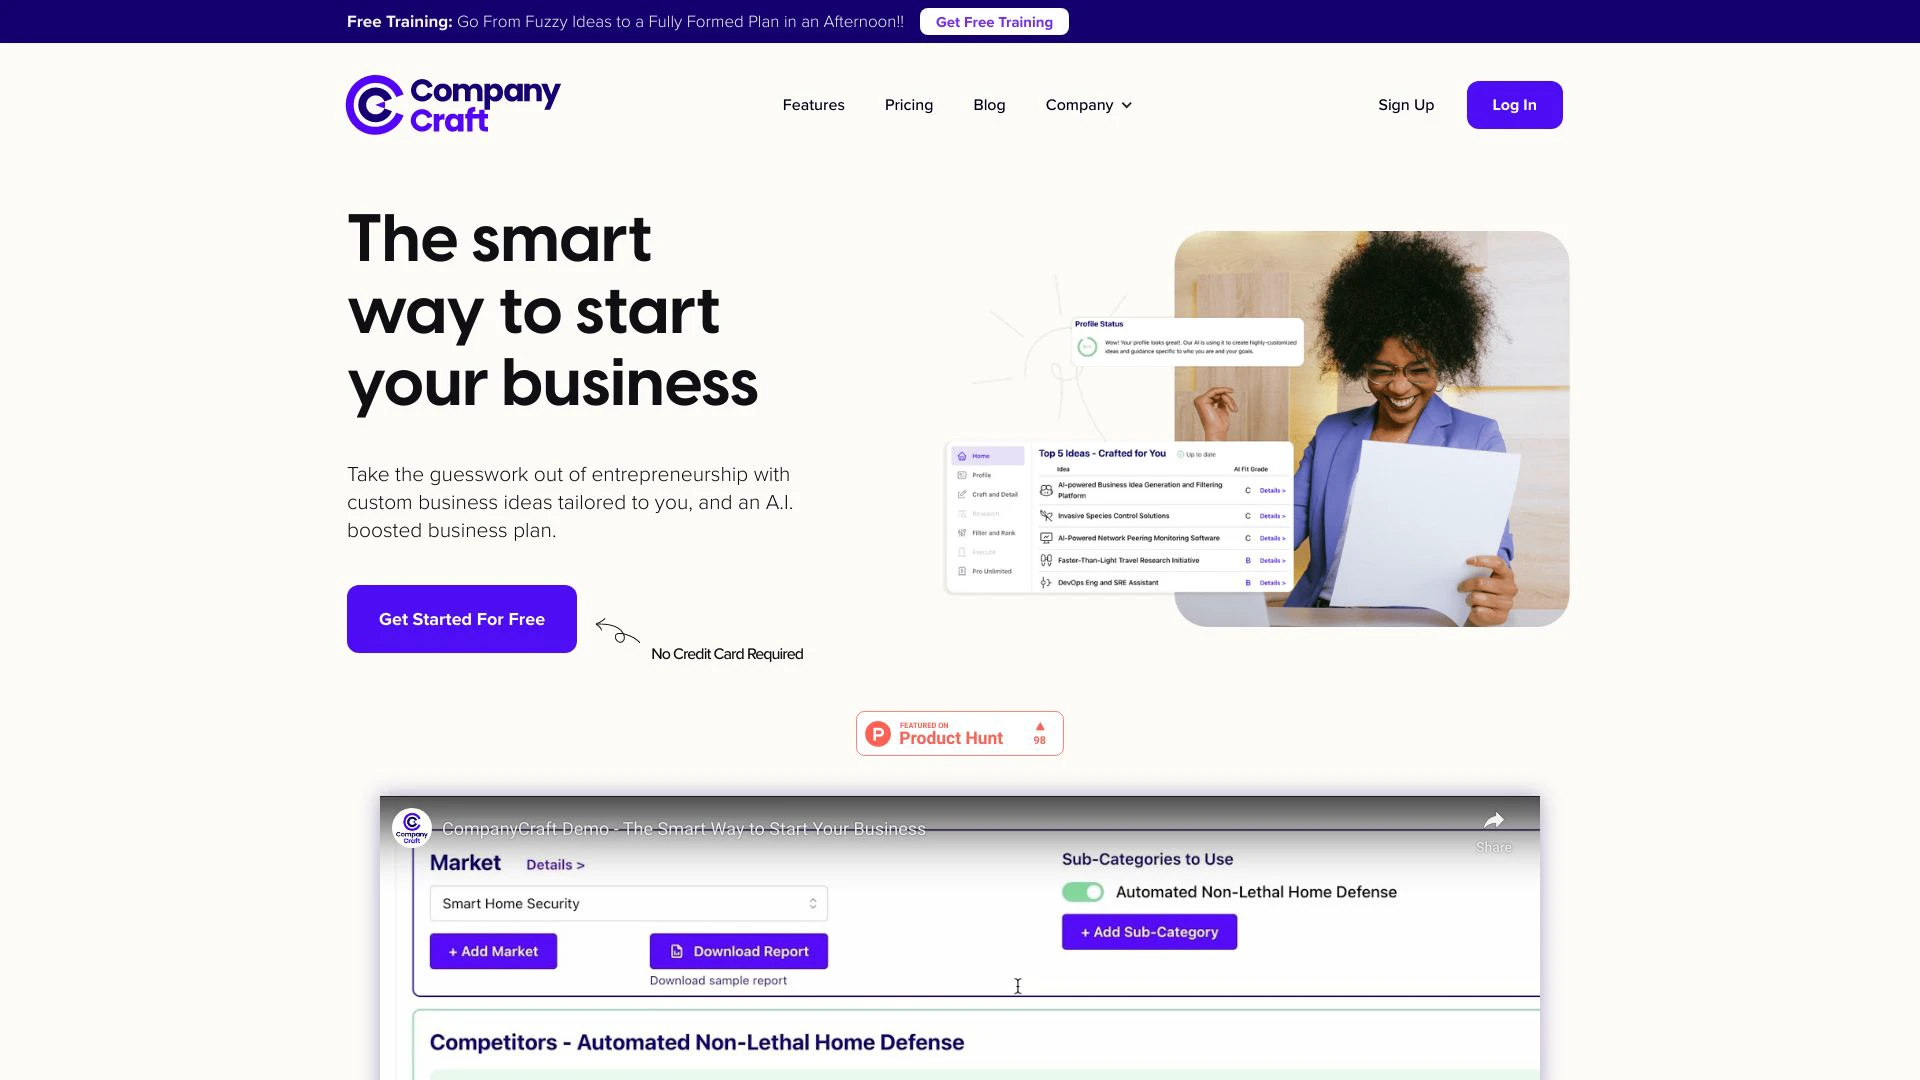 Free Training: Go From Fuzzy Ideas to a Fully Formed Plan in an Afternoon!!
Get Free Training
Company
Craft
Features
Pricing
Blog
Company
Sign Up
Log In
The smart
way to start
your business
Take the guesswork out of entrepreneurship with
custom business ideas tailored to you, and an A.I.
boosted business plan.
Get Started For Free
No Credit Card Required
Profile Status
Wow! Your profile looks great!. Our AI is using it to create highly-customized
ideas and guidance specific to who you are and your goals.
Home
Profile
Craft and Detail
Research
Filter and Rank
Execute
Pro Unlimited
Top 5 Ideas - Crafted for You
Up to date
Idea
AI Fit Grade
AI-powered Business Idea Generation and Filtering
Platform
C
Details >
Invasive Species Control Solutions
C
Details >
AI-Powered Network Peering Monitoring Software
C
Details >
Faster-Than-Light Travel Research Initiative
B
Details >
DevOps Eng and SRE Assistant
B
Details >
P
FEATURED ON
Product Hunt
98
Company
Craft
CompanyCraft Demo - The Smart Way to Start Your Business
Share
Market
Details >
Smart Home Security
+ Add Market
Download Report
Download sample report
Sub-Categories to Use
Automated Non-Lethal Home Defense
+ Add Sub-Category
Competitors - Automated Non-Lethal Home Defense